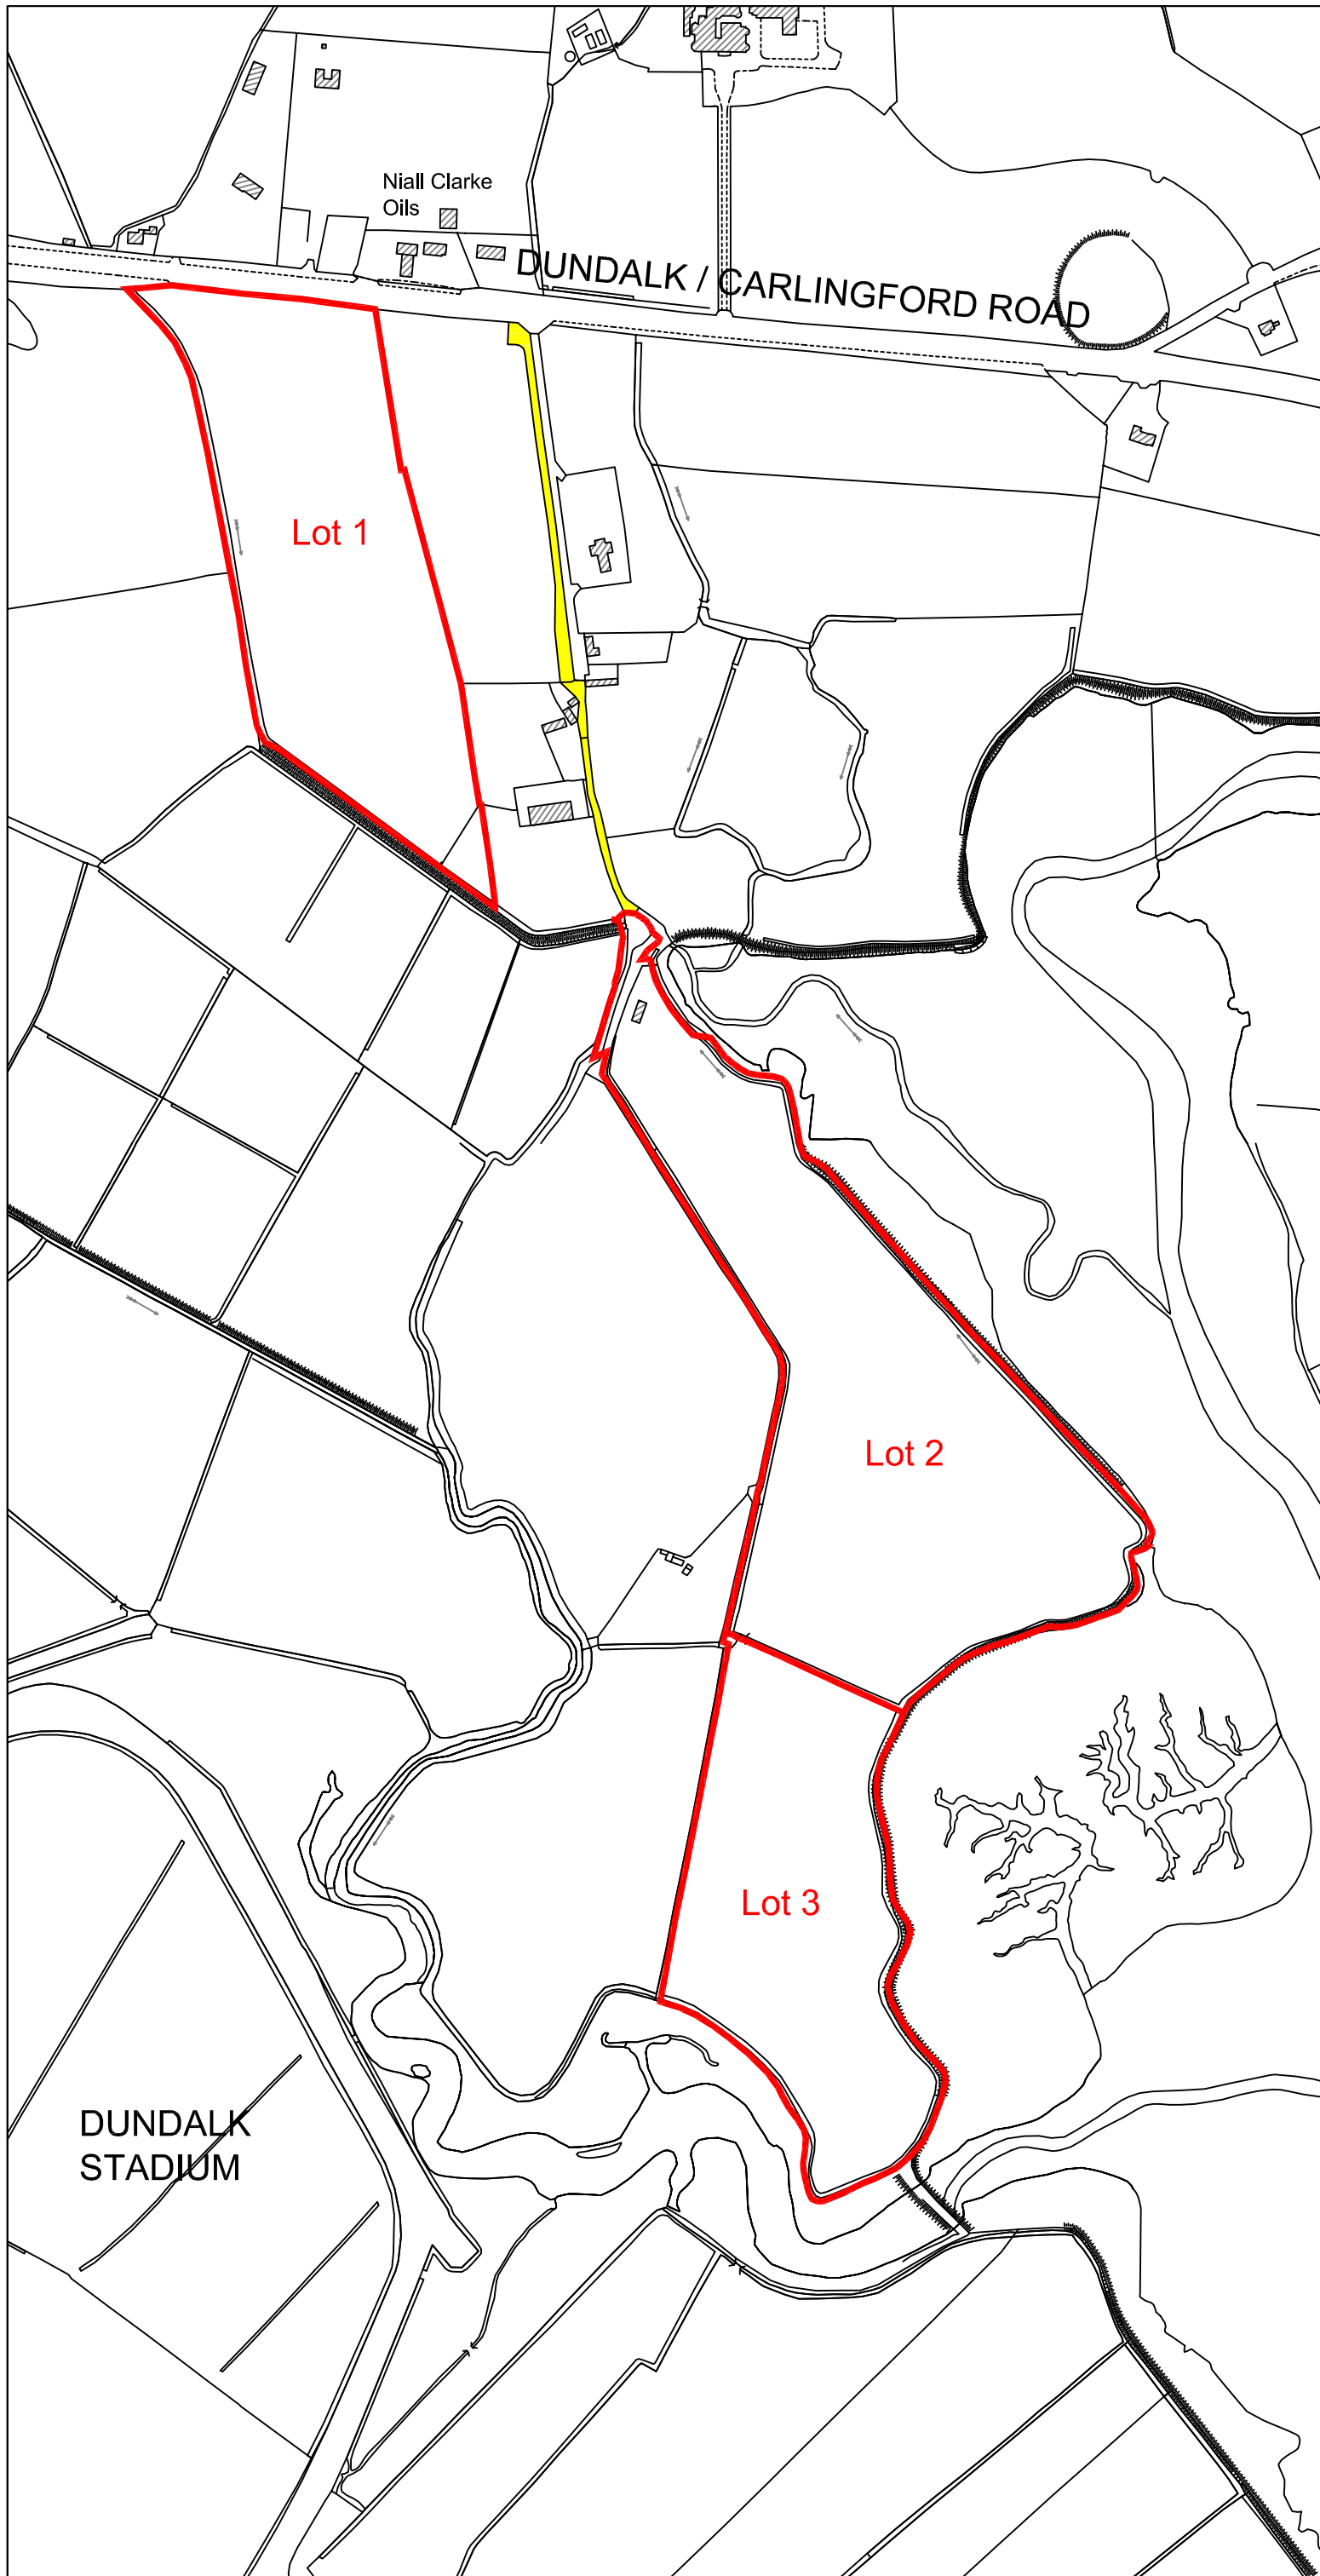 Niall Clarke
Oils
DUNDALK / CARLINGFORD ROAD
Lot 1
Lot 2
Lot 3
DUNDALK
STADIUM